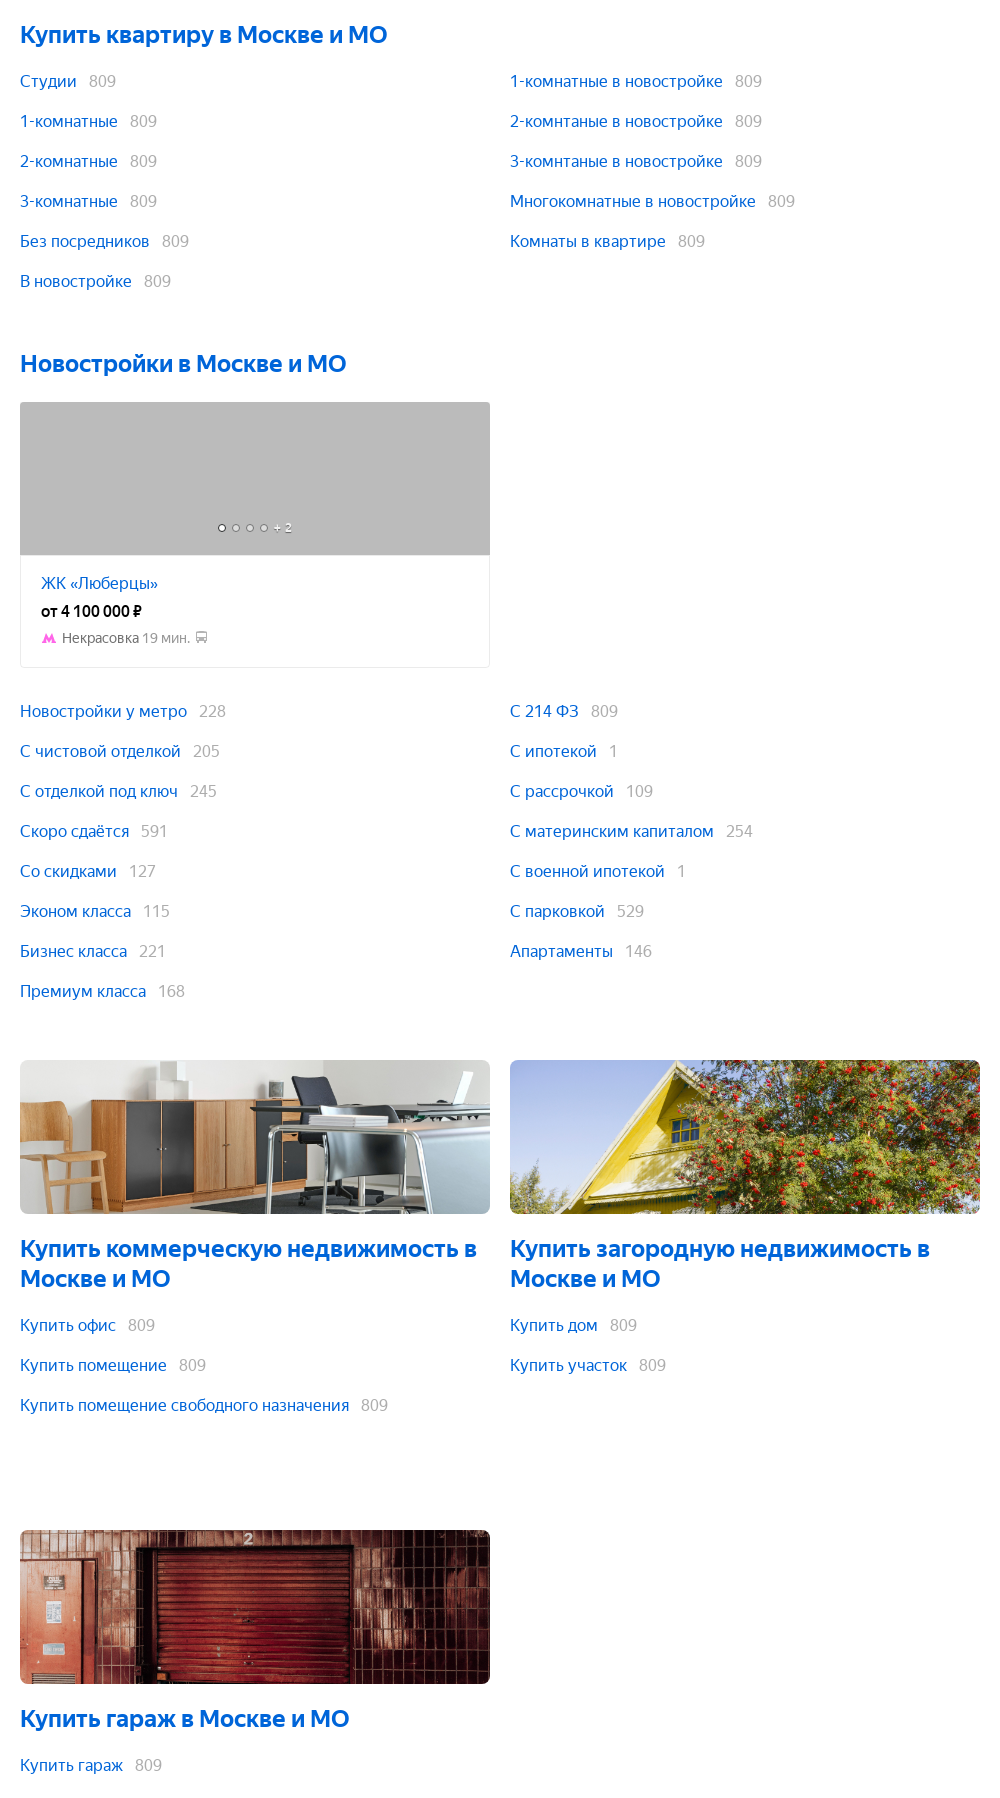 Купить квартиру в Москве и МО
Студии 809
1-комнатные 809
2-комнатные 809
3-комнатные 809
Без посредников 809
В новостройке 809
1-комнатные в новостройке 809
2-комнтаные в новостройке 809
3-комнтаные в новостройке 809
Многокомнатные в новостройке 809
Комнаты в квартире 809
Новостройки в Москве и МО
+ 2
ЖК «Люберцы»
от 4 100 000 ₽
Некрасовка 19 мин.
Новостройки у метро 228
С чистовой отделкой 205
С отделкой под ключ 245
Скоро сдаётся 591
Со скидками 127
Эконом класса 115
Бизнес класса 221
Премиум класса 168
С 214 ФЗ 809
С ипотекой 1
С рассрочкой 109
С материнским капиталом 254
С военной ипотекой 1
С парковкой 529
Апартаменты 146
Купить коммерческую недвижимость в
Москве и МО
Купить офис 809
Купить помещение 809
Купить помещение свободного назначения 809
Купить загородную недвижимость в
Москве и МО
Купить дом 809
Купить участок 809
2
Купить гараж в Москве и МО
Купить гараж 809